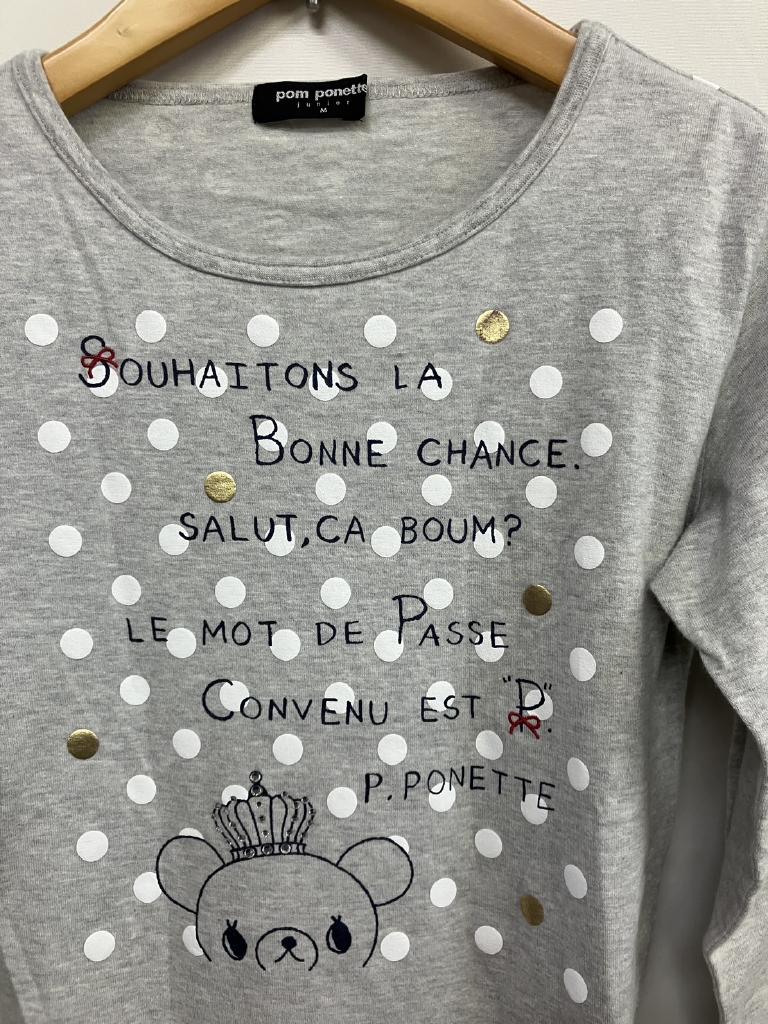 pom ponette
junior
M
SOUHAITONS LA
BONNE CHANCE.
SALUT,CA BOUM?
LE MOT DE PASSE
CONVENU EST "P".
P.PONETTE